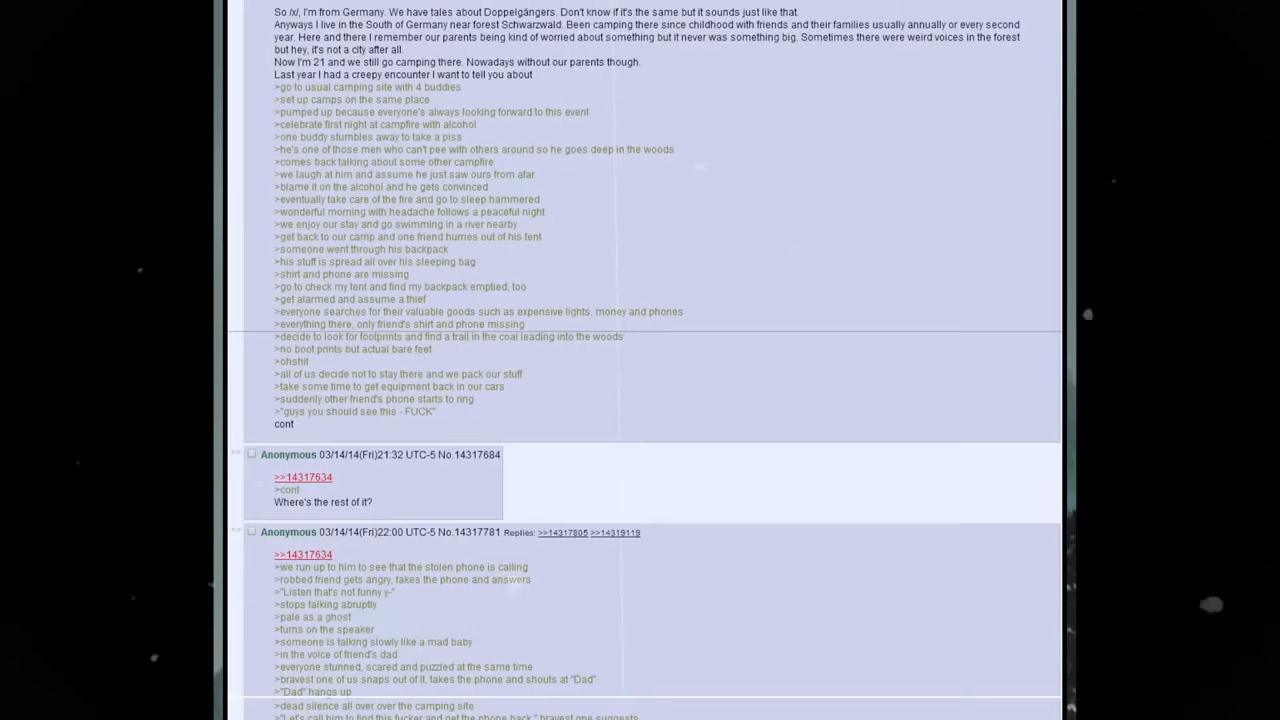 So /x/, I'm from Germany. We have tales about Doppelgängers. Don't know if it's the same but it sounds just like that.
Anyways I live in the South of Germany near forest Schwarzwald. Been camping there since childhood with friends and their families usually annually or every second
year. Here and there I remember our parents being kind of worried about something but it never was something big. Sometimes there were weird voices in the forest
but hey, it's not a city after all.
Now I'm 21 and we still go camping there. Nowadays without our parents though.
Last year I had a creepy encounter I want to tell you about
>go to usual camping site with 4 buddies
>set up camps on the same place
>pumped up because everyone's always looking forward to this event
>celebrate first night at campfire with alcohol
>one buddy stumbles away to take a piss
>he's one of those men who can't pee with others around so he goes deep in the woods
>comes back talking about some other campfire
>we laugh at him and assume he just saw ours from afar
>blame it on the alcohol and he gets convinced
>eventually take care of the fire and go to sleep hammered
>wonderful morning with headache follows a peaceful night
>we enjoy our stay and go swimming in a river nearby
>get back to our camp and one friend hurries out of his tent
>someone went through his backpack
>his stuff is spread all over his sleeping bag
>shirt and phone are missing
>go to check my tent and find my backpack emptied, too
>get alarmed and assume a thief
>everyone searches for their valuable goods such as expensive lights, money and phones
>everything there, only friend's shirt and phone missing
>decide to look for footprints and find a trail in the coal leading into the woods
>no boot prints but actual bare feet
>ohshit
>all of us decide not to stay there and we pack our stuff
>take some time to get equipment back in our cars
>suddenly other friend's phone starts to ring
>"guys you should see this - FUCK"
cont
>> Anonymous 03/14/14(Fri)21:32 UTC-5 No.14317684
>>14317634
>cont
Where's the rest of it?
>> Anonymous 03/14/14(Fri)22:00 UTC-5 No.14317781 Replies: >>14317805 >>14319119
>>14317634
>we run up to him to see that the stolen phone is calling
>robbed friend gets angry, takes the phone and answers
>"Listen that's not funny y-"
>stops talking abruptly
>pale as a ghost
>turns on the speaker
>someone is talking slowly like a mad baby
>in the voice of friend's dad
>everyone stunned, scared and puzzled at the same time
>bravest one of us snaps out of it, takes the phone and shouts at "Dad"
>"Dad" hangs up
>dead silence all over over the camping site
>"Let's call him to find this fucker and get the phone back," bravest one suggests